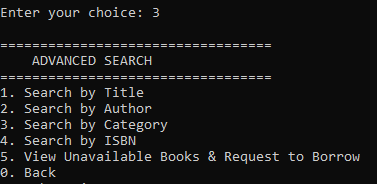 Enter your choice: 3
==================================
ADVANCED SEARCH
==================================
1. Search by Title
2. Search by Author
3. Search by Category
4. Search by ISBN
5. View Unavailable Books & Request to Borrow
0. Back